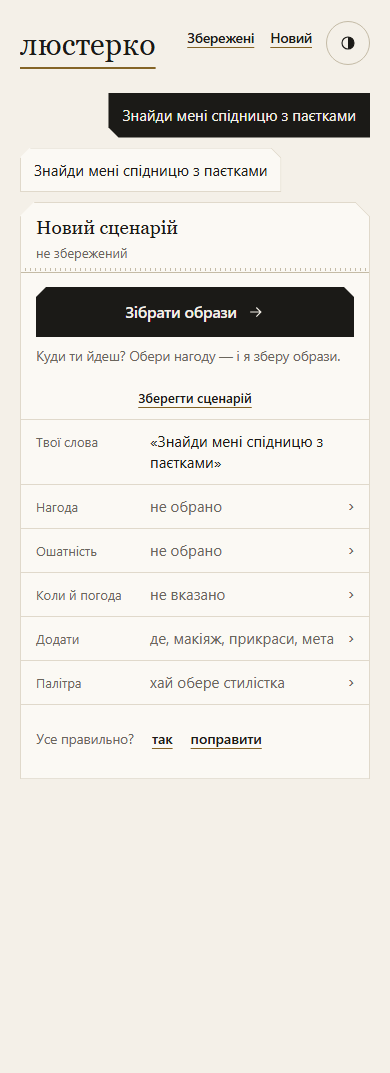 люстерко
Збережені
Новий
Знайди мені спідницю з паєтками
Знайди мені спідницю з паєтками
Новий сценарій
не збережений
Зібрати образи →
Куди ти йдеш? Обери нагоду — і я зберу образи.
Зберегти сценарій
Твої слова
«Знайди мені спідницю з
паєтками»
Нагода
не обрано
Ошатність
не обрано
Коли й погода
не вказано
Додати
де, макіяж, прикраси, мета
Палітра
хай обере стилістка
Усе правильно?
так
поправити